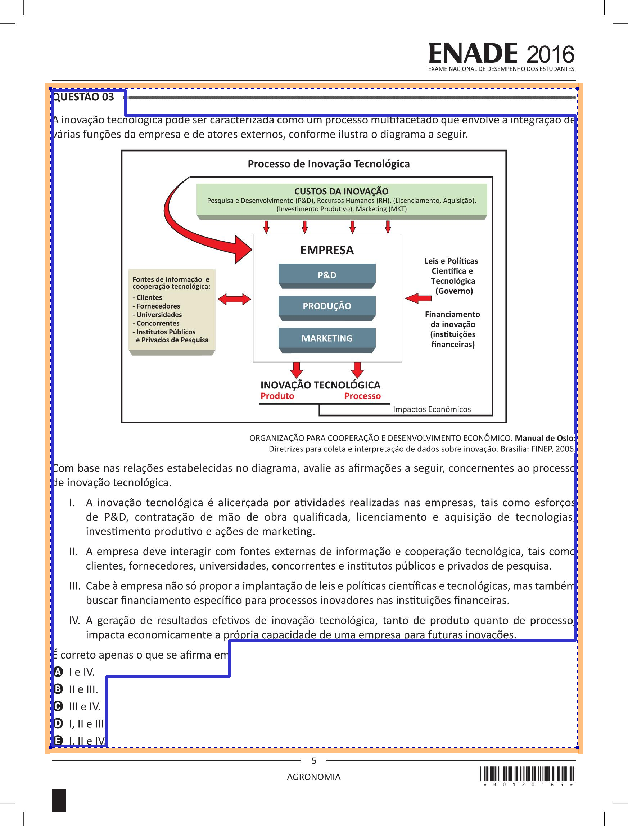 ENADE 2016
EXAME NACIONAL DE DESEMPENHO DOS ESTUDANTES
QUESTÃO 03
A inovação tecnológica pode ser caracterizada como um processo multifacetado que envolve a integração de
várias funções da empresa e de atores externos, conforme ilustra o diagrama a seguir.
Processo de Inovação Tecnológica
CUSTOS DA INOVAÇÃO
Pesquisa e Desenvolvimento (P&D), Recursos Humanos (RH), (Licenciamento, Aquisição),
(Investimento Produtivo), Marketing (MKT)
EMPRESA
P&D
PRODUÇÃO
MARKETING
Fontes de informação e
cooperação tecnológica:
- Clientes
- Fornecedores
- Universidades
- Concorrentes
- Institutos Públicos
e Privados de Pesquisa
Leis e Políticas
Científica e
Tecnológica
(Governo)
Financiamento
da inovação
(instituições
financeiras)
INOVAÇÃO TECNOLÓGICA
Produto Processo
Impactos Econômicos
ORGANIZAÇÃO PARA COOPERAÇÃO E DESENVOLVIMENTO ECONÔMICO. Manual de Oslo:
Diretrizes para coleta e interpretação de dados sobre inovação. Brasília: FINEP, 2006.
Com base nas relações estabelecidas no diagrama, avalie as afirmações a seguir, concernentes ao processo
de inovação tecnológica.
I. A inovação tecnológica é alicerçada por atividades realizadas nas empresas, tais como esforços
de P&D, contratação de mão de obra qualificada, licenciamento e aquisição de tecnologias,
investimento produtivo e ações de marketing.
II. A empresa deve interagir com fontes externas de informação e cooperação tecnológica, tais como
clientes, fornecedores, universidades, concorrentes e institutos públicos e privados de pesquisa.
III. Cabe à empresa não só propor a implantação de leis e políticas científicas e tecnológicas, mas também
buscar financiamento específico para processos inovadores nas instituições financeiras.
IV. A geração de resultados efetivos de inovação tecnológica, tanto de produto quanto de processo,
impacta economicamente a própria capacidade de uma empresa para futuras inovações.
É correto apenas o que se afirma em
A I e IV.
B II e III.
C III e IV.
D I, II e III.
E I, II e IV.
5
AGRONOMIA